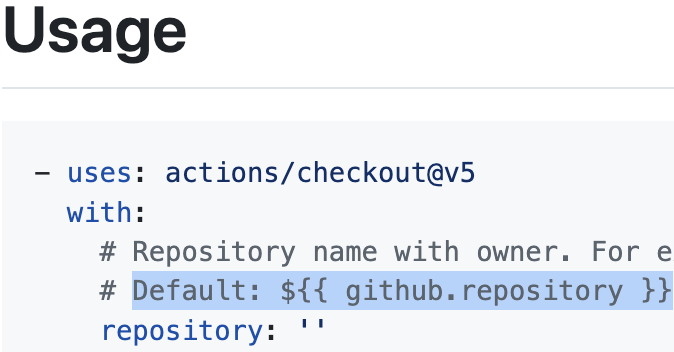 Usage
- uses: actions/checkout@v5
with:
# Repository name with owner. For e
# Default: ${{ github.repository }}
repository: ''